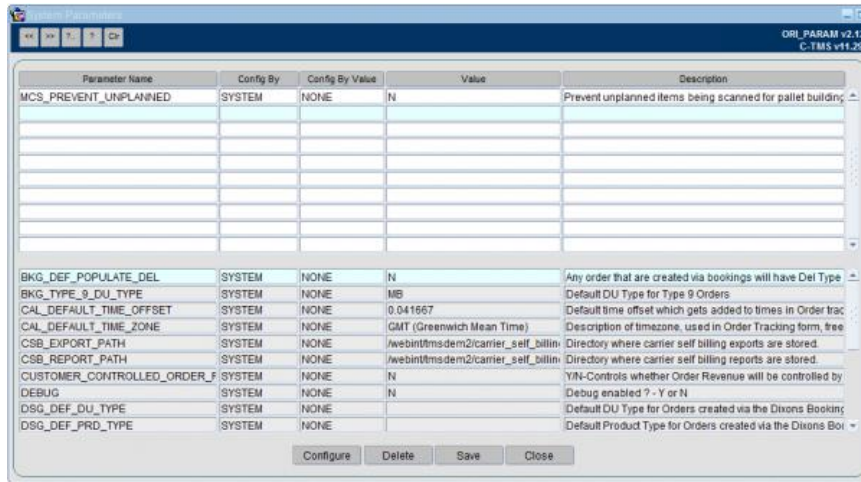 System Parameters
<< >> ?.. ? Clr
ORI_PARAM v2.1
C-TMS v11.2
Parameter Name Config By Config By Value Value Description
MCS_PREVENT_UNPLANNED SYSTEM NONE N Prevent unplanned items being scanned for pallet building
BKG_DEF_POPULATE_DEL SYSTEM NONE N Any order that are created via bookings will have Del Type
BKG_TYPE_9_DU_TYPE SYSTEM NONE MB Default DU Type for Type 9 Orders
CAL_DEFAULT_TIME_OFFSET SYSTEM NONE 0.041667 Default time offset which gets added to times in Order trac
CAL_DEFAULT_TIME_ZONE SYSTEM NONE GMT (Greenwich Mean Time) Description of timezone, used in Order Tracking form, free
CSB_EXPORT_PATH SYSTEM NONE /webint/tmsdem2/carrier_self_billin Directory where carrier self billing exports are stored.
CSB_REPORT_PATH SYSTEM NONE /webint/tmsdem2/carrier_self_billin Directory where carrier self billing reports are stored.
CUSTOMER_CONTROLLED_ORDER_F SYSTEM NONE N Y/N-Controls whether Order Revenue will be controlled by
DEBUG SYSTEM NONE N Debug enabled ? - Y or N
DSG_DEF_DU_TYPE SYSTEM NONE Default DU Type for Orders created via the Dixons Booking
DSG_DEF_PRD_TYPE SYSTEM NONE Default Product Type for Orders created via the Dixons Boo
Configure Delete Save Close